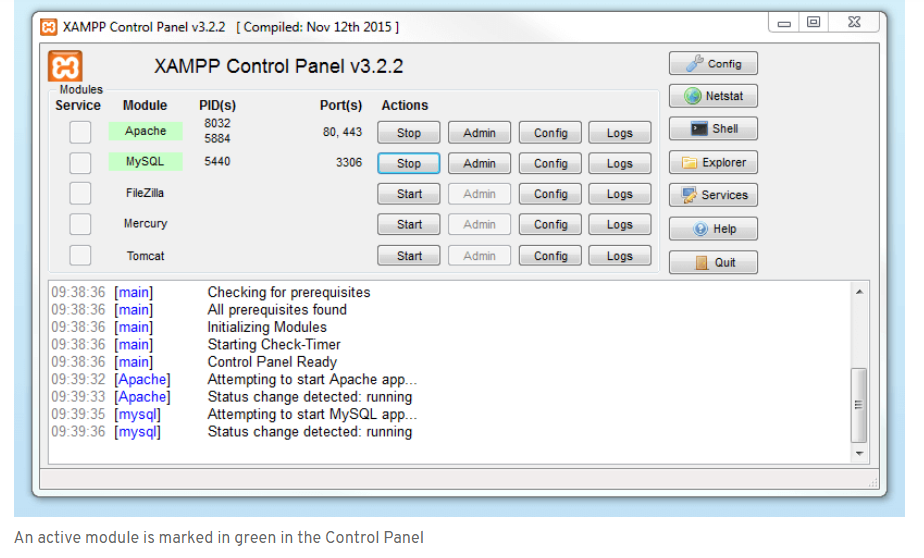 XAMPP Control Panel v3.2.2 [ Compiled: Nov 12th 2015 ]
XAMPP Control Panel v3.2.2
Modules
Service Module PID(s) Port(s) Actions
Apache 8032 5884 80, 443 Stop Admin Config Logs
MySQL 5440 3306 Stop Admin Config Logs
FileZilla Start Admin Config Logs
Mercury Start Admin Config Logs
Tomcat Start Admin Config Logs
Config
Netstat
Shell
Explorer
Services
Help
Quit
09:38:36 [main] Checking for prerequisites
09:38:36 [main] All prerequisites found
09:38:36 [main] Initializing Modules
09:38:36 [main] Starting Check-Timer
09:38:36 [main] Control Panel Ready
09:39:32 [Apache] Attempting to start Apache app...
09:39:33 [Apache] Status change detected: running
09:39:35 [mysql] Attempting to start MySQL app...
09:39:36 [mysql] Status change detected: running
An active module is marked in green in the Control Panel